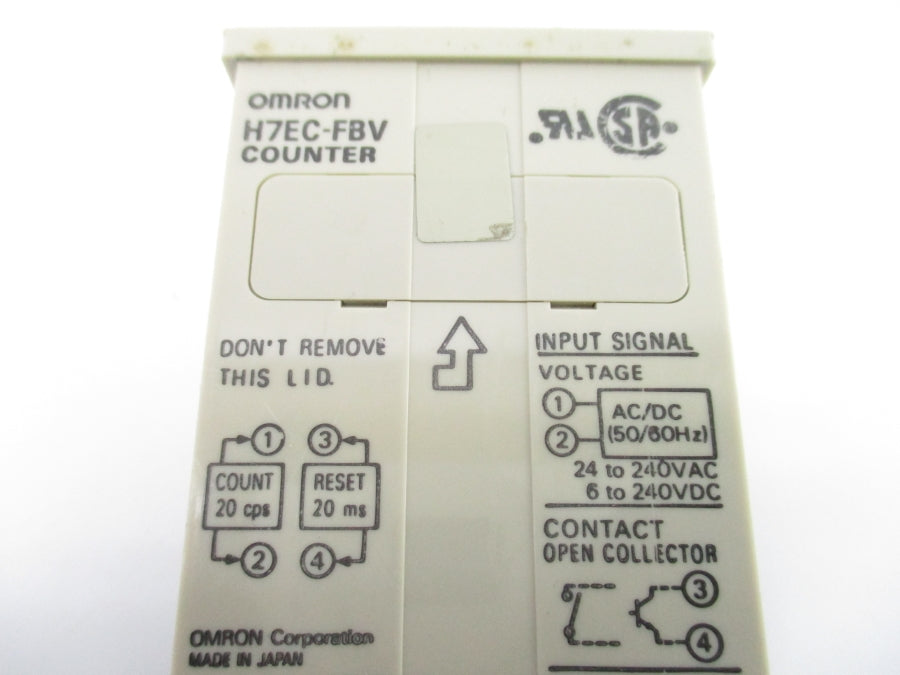 OMRON
H7EC-FBV
COUNTER
SA
DON'T REMOVE
THIS LID.
1 3
COUNT
20 cps
RESET
20 ms
2 4
OMRON Corporation
MADE IN JAPAN
INPUT SIGNAL
VOLTAGE
1
2
AC/DC
(50/60Hz)
24 to 240VAC
6 to 240VDC
CONTACT
OPEN COLLECTOR
3
4